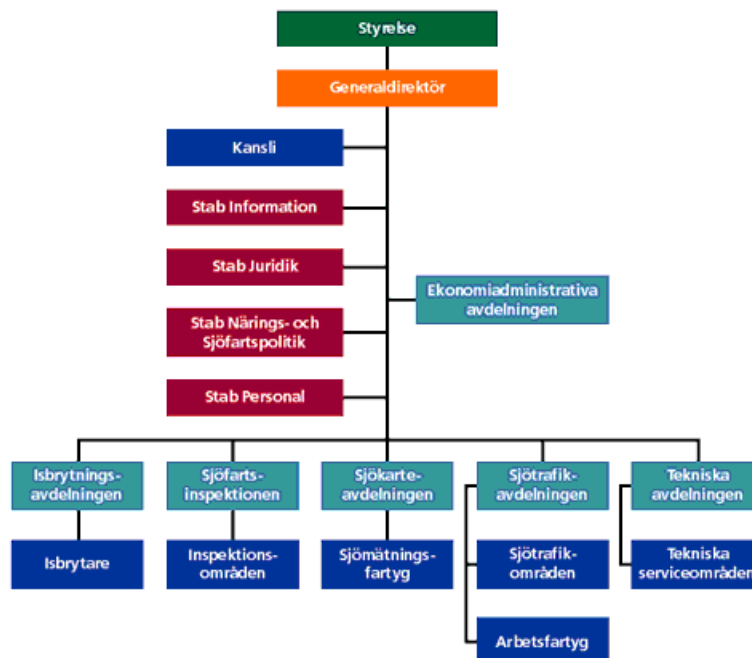 Styrelse
Generaldirektör
Kansli
Stab Information
Stab Juridik
Ekonomiadministrativa
avdelningen
Stab Närings- och
Sjöfartspolitik
Stab Personal
Isbrytnings-
avdelningen
Sjöfarts-
inspektionen
Sjökarte-
avdelningen
Sjötrafik-
avdelningen
Tekniska
avdelningen
Isbrytare
Inspektions-
områden
Sjömätnings-
fartyg
Sjötrafik-
områden
Tekniska
serviceområden
Arbetsfartyg